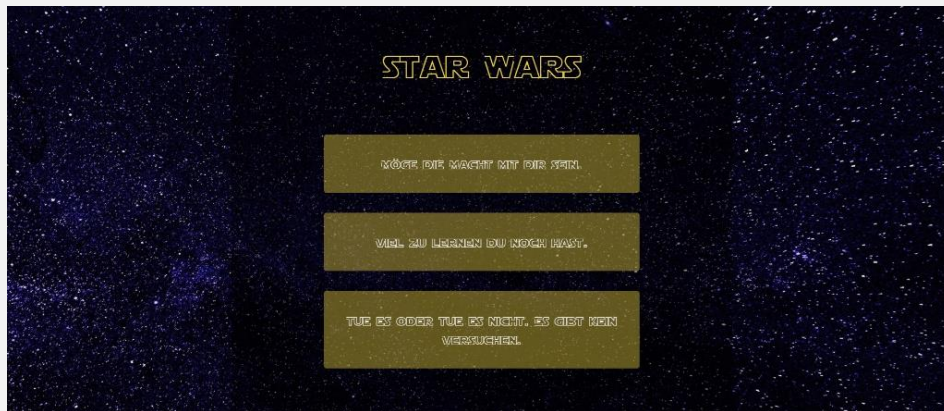 STAR WARS
MÖGE DIE MACHT MIT DIR SEIN.
VIEL ZU LERNEN DU NOCH HAST.
TUE ES ODER TUE ES NICHT. ES GIBT KEIN
VERSUCHEN.